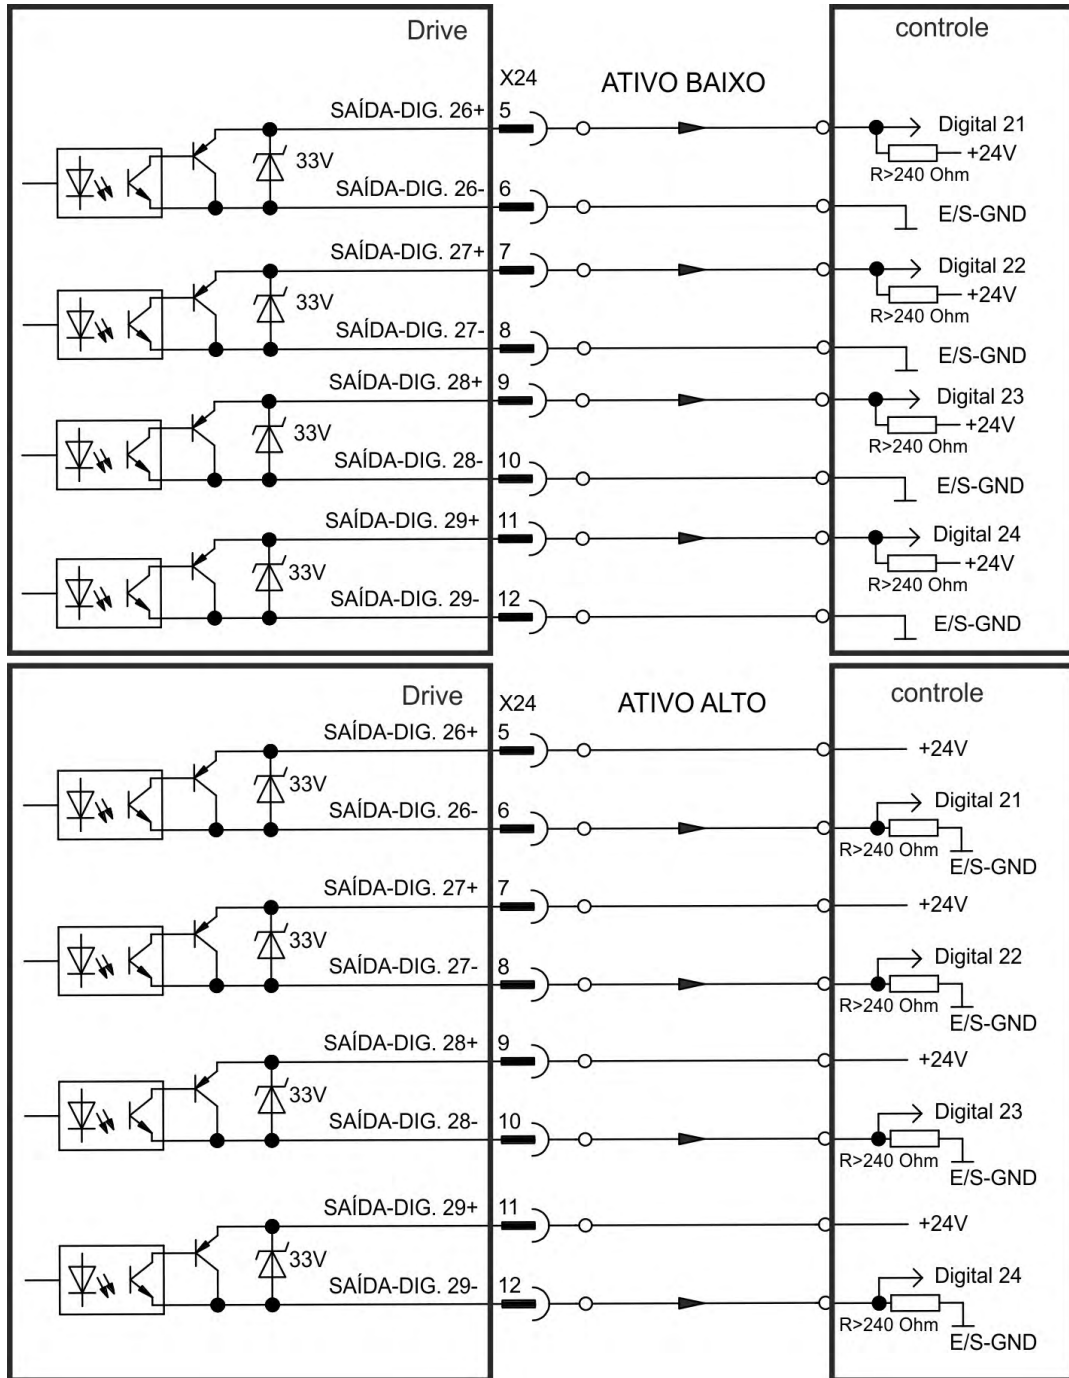 Drive
controle
X24
ATIVO BAIXO
SAÍDA-DIG. 26+
5
Digital 21
33V
+24V
R>240 Ohm
SAÍDA-DIG. 26-
6
E/S-GND
SAÍDA-DIG. 27+
7
Digital 22
33V
+24V
R>240 Ohm
SAÍDA-DIG. 27-
8
E/S-GND
SAÍDA-DIG. 28+
9
Digital 23
33V
+24V
R>240 Ohm
SAÍDA-DIG. 28-
10
E/S-GND
SAÍDA-DIG. 29+
11
Digital 24
33V
+24V
R>240 Ohm
SAÍDA-DIG. 29-
12
E/S-GND
Drive
controle
X24
ATIVO ALTO
SAÍDA-DIG. 26+
5
+24V
33V
SAÍDA-DIG. 26-
6
Digital 21
R>240 Ohm
E/S-GND
SAÍDA-DIG. 27+
7
+24V
33V
SAÍDA-DIG. 27-
8
Digital 22
R>240 Ohm
E/S-GND
SAÍDA-DIG. 28+
9
+24V
33V
SAÍDA-DIG. 28-
10
Digital 23
R>240 Ohm
E/S-GND
SAÍDA-DIG. 29+
11
+24V
33V
SAÍDA-DIG. 29-
12
Digital 24
R>240 Ohm
E/S-GND